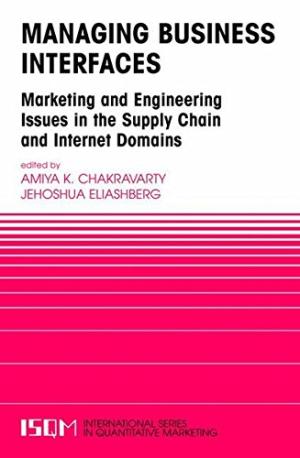 MANAGING BUSINESS
INTERFACES
Marketing and Engineering
Issues in the Supply Chain
and Internet Domains
edited by
AMIYA K. CHAKRAVARTY
JEHOSHUA ELIASHBERG
ISQM
INTERNATIONAL SERIES
IN QUANTITATIVE MARKETING